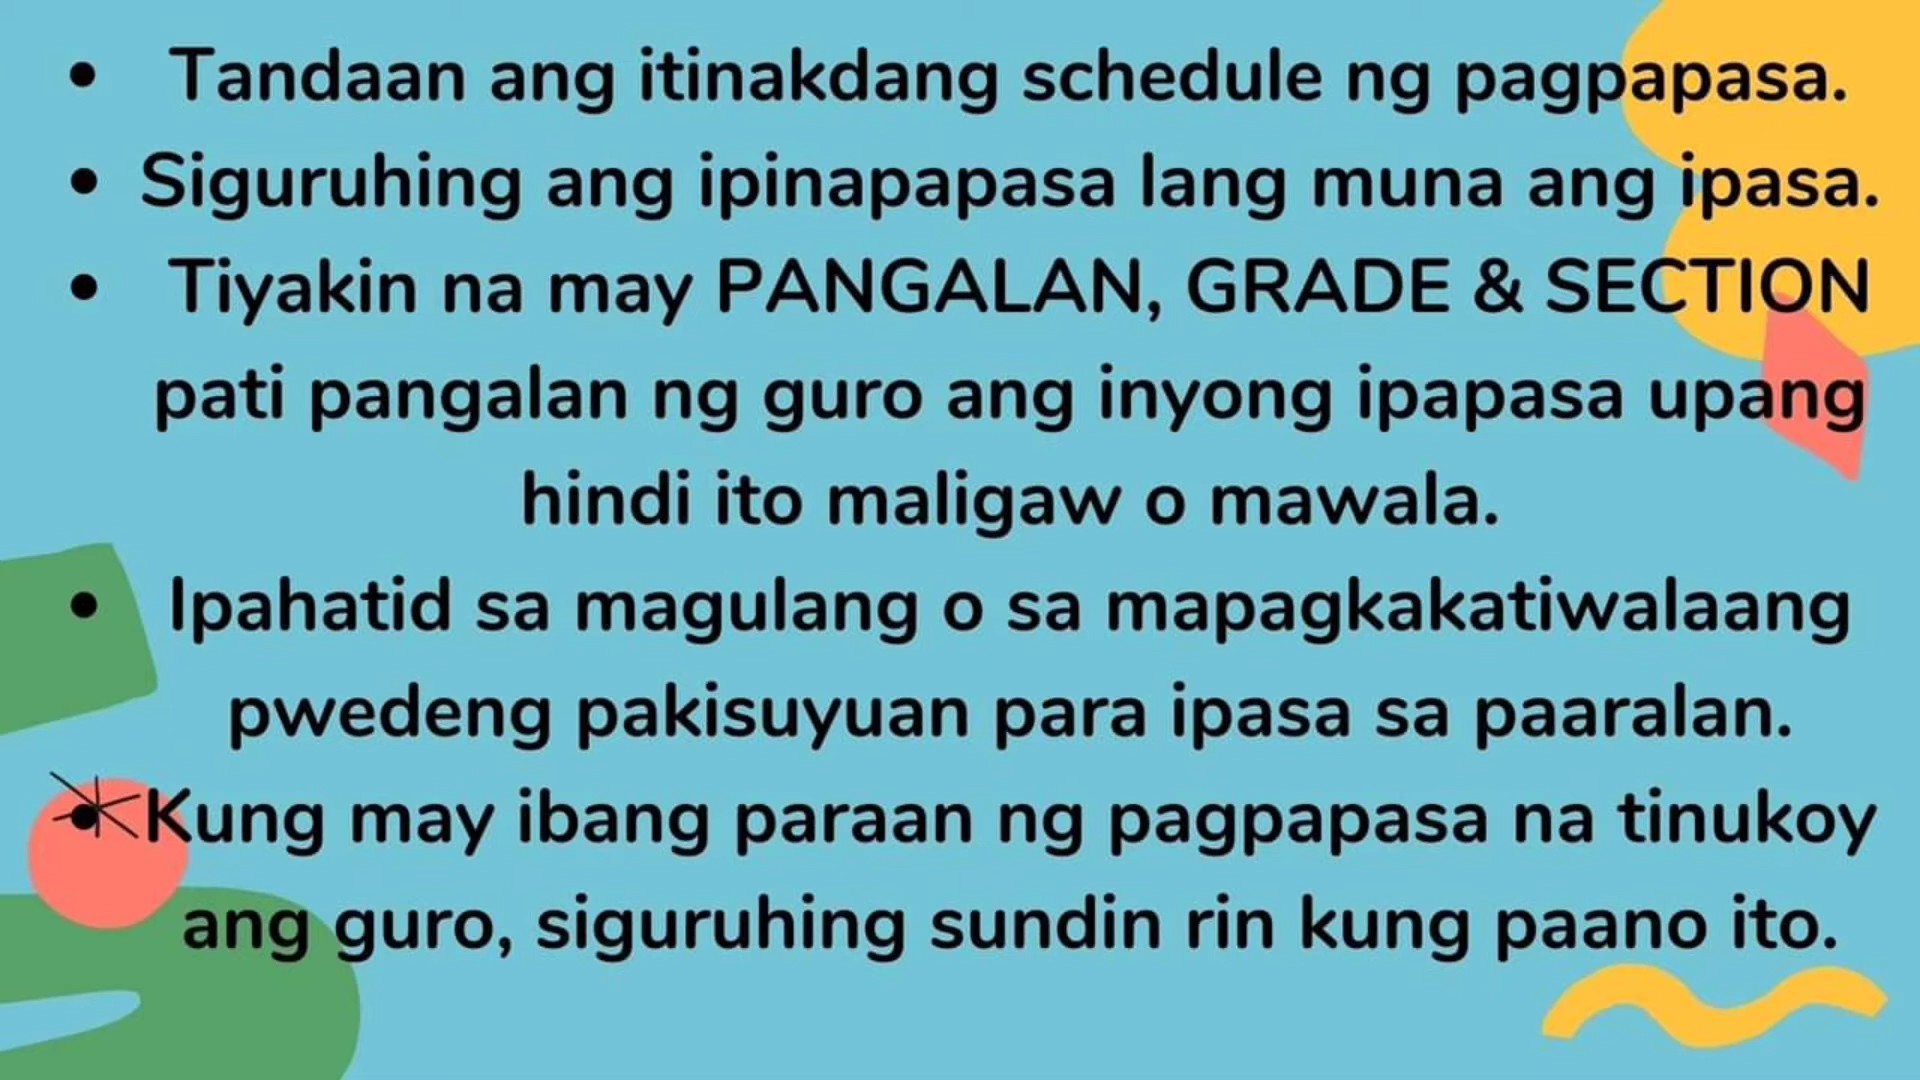 • Tandaan ang itinakdang schedule ng pagpapasa.
• Siguruhing ang ipinapapasa lang muna ang ipasa.
• Tiyakin na may PANGALAN, GRADE & SECTION
pati pangalan ng guro ang inyong ipapasa upang
hindi ito maligaw o mawala.
• Ipahatid sa magulang o sa mapagkakatiwalaang
pwedeng pakisuyuan para ipasa sa paaralan.
• Kung may ibang paraan ng pagpapasa na tinukoy
ang guro, siguruhing sundin rin kung paano ito.